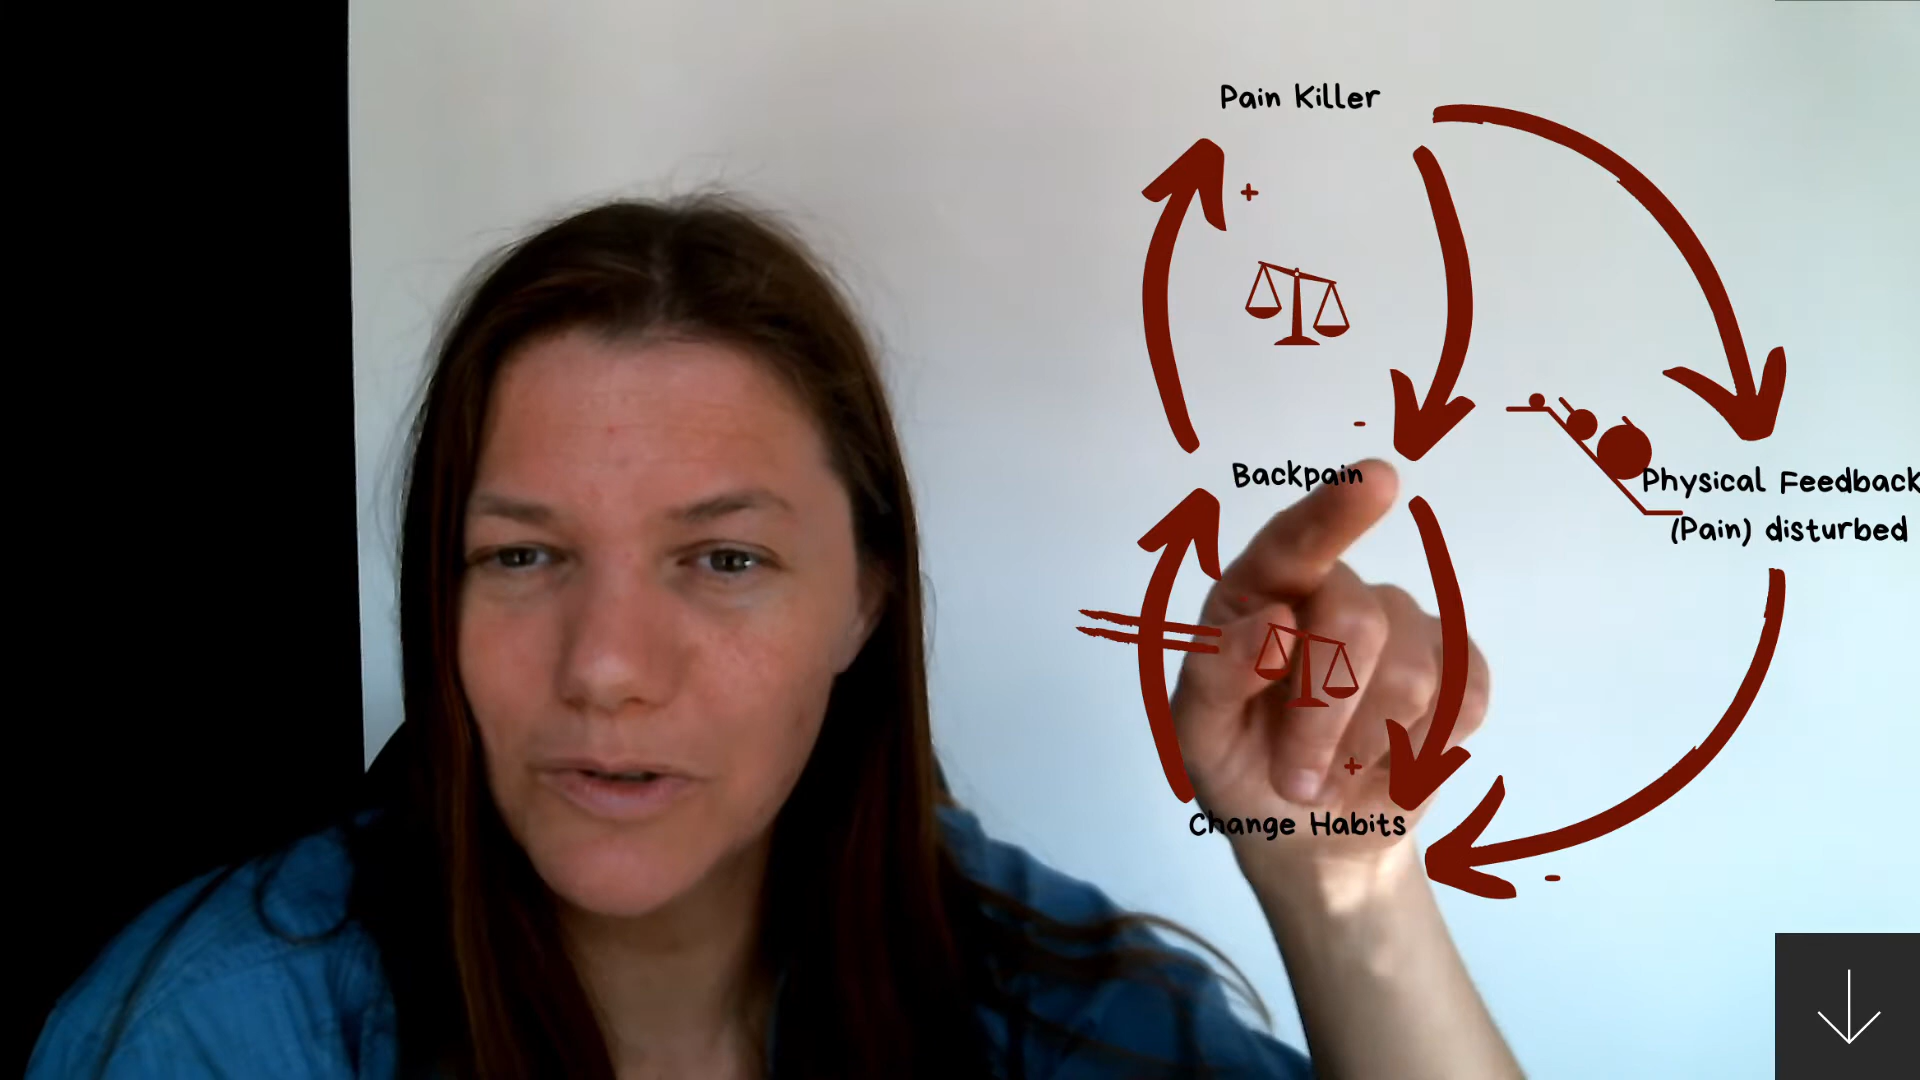 Pain Killer
+
-
Backpain
Physical Feedback
(Pain) disturbed
+
Change Habits
-